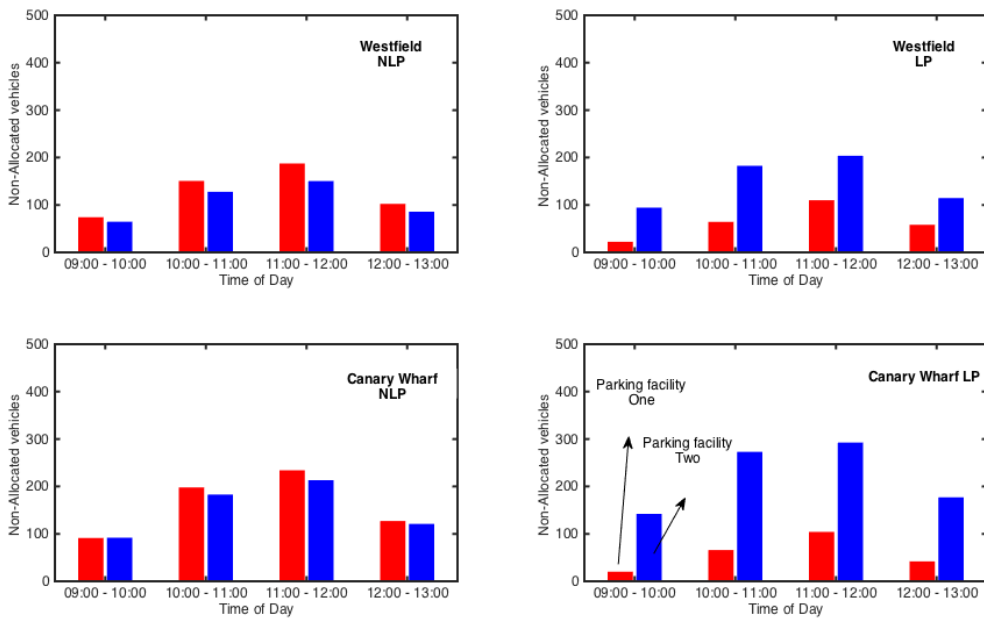 500
400
300
200
100
0
Non-Allocated vehicles
Westfield
NLP
09:00 - 10:00 10:00 - 11:00 11:00 - 12:00 12:00 - 13:00
Time of Day
500
400
300
200
100
0
Non-Allocated vehicles
Westfield
LP
09:00 - 10:00 10:00 - 11:00 11:00 - 12:00 12:00 - 13:00
Time of Day
500
400
300
200
100
0
Non-Allocated vehicles
Canary Wharf
NLP
09:00 - 10:00 10:00 - 11:00 11:00 - 12:00 12:00 - 13:00
Time of Day
500
400
300
200
100
0
Non-Allocated vehicles
Canary Wharf LP
Parking facility
One
Parking facility
Two
09:00 - 10:00 10:00 - 11:00 11:00 - 12:00 12:00 - 13:00
Time of Day